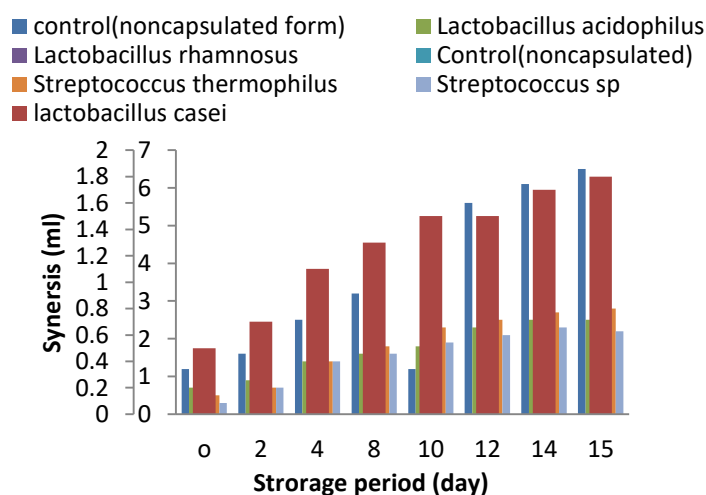 control(noncapsulated form) Lactobacillus acidophilus
Lactobacillus rhamnosus Control(noncapsulated)
Streptococcus thermophilus Streptococcus sp
lactobacillus casei
2 7
1.8
6
1.6
1.4 5
1.2
4
1
0.8 3
0.6
2
0.4
1
0.2
0 0
Synersis (ml)
o 2 4 8 10 12 14 15
Strorage period (day)